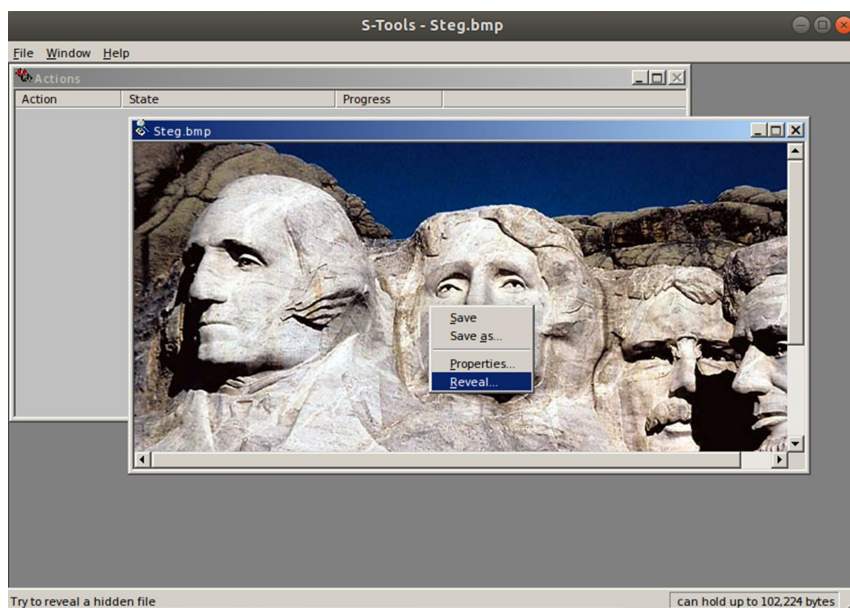 S-Tools - Steg.bmp
File Window Help
Actions
Action State Progress
Steg.bmp
Save
Save as...
Properties...
Reveal...
Try to reveal a hidden file
can hold up to 102,224 bytes